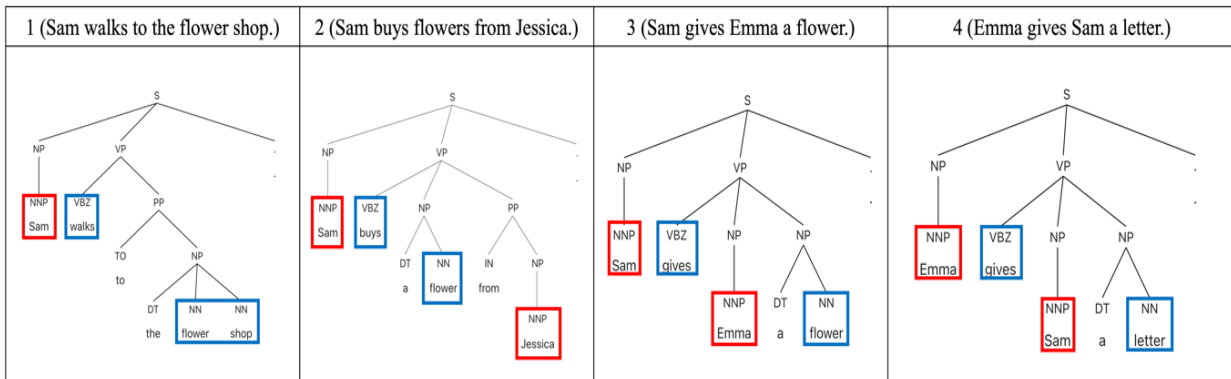 1 (Sam walks to the flower shop.)
S
NP VP .
.
NNP VBZ PP
Sam walks
TO NP
to
DT NN NN
the flower shop
2 (Sam buys flowers from Jessica.)
S
NP VP .
.
NNP VBZ NP PP
Sam buys
DT NN IN NP
a flower from
NNP
Jessica
3 (Sam gives Emma a flower.)
S
NP VP .
.
NNP VBZ NP NP
Sam gives
NNP DT NN
Emma a flower
4 (Emma gives Sam a letter.)
S
NP VP .
.
NNP VBZ NP NP
Emma gives
NNP DT NN
Sam a letter